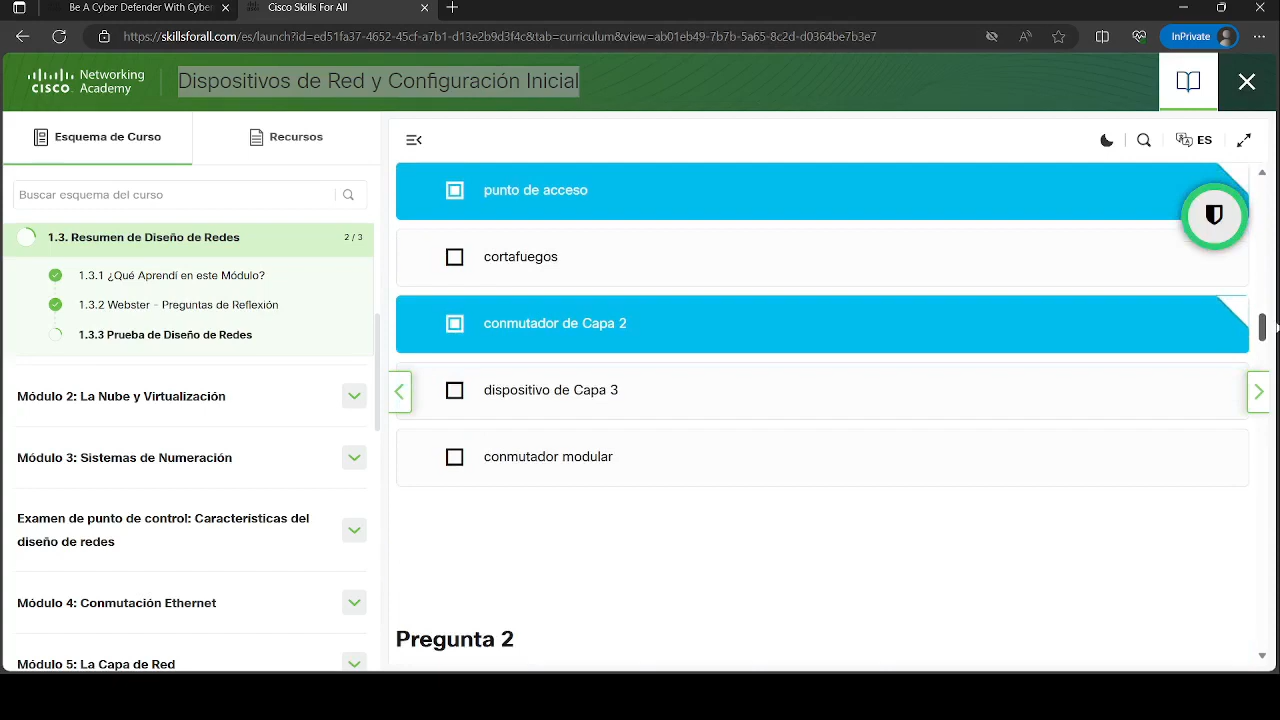 Be A Cyber Defender With Cyber
Cisco Skills For All
https://skillsforall.com/es/launch?id=ed51fa37-4652-45cf-a7b1-d13e2b9d3f4c8&tab=curriculum&view=ab01eb49-7b7b-5a65-8c2d-d0364be7b3e7
InPrivate
CISCO
Networking
Academy
Dispositivos de Red y Configuración Inicial
Esquema de Curso
Recursos
ES
Buscar esquema del curso
1.3. Resumen de Diseño de Redes
2 / 3
1.3.1 ¿Qué Aprendí en este Módulo?
1.3.2 Webster - Preguntas de Reflexión
1.3.3 Prueba de Diseño de Redes
Módulo 2: La Nube y Virtualización
Módulo 3: Sistemas de Numeración
Examen de punto de control: Características del
diseño de redes
Módulo 4: Conmutación Ethernet
Módulo 5: La Capa de Red
punto de acceso
cortafuegos
conmutador de Capa 2
dispositivo de Capa 3
conmutador modular
Pregunta 2